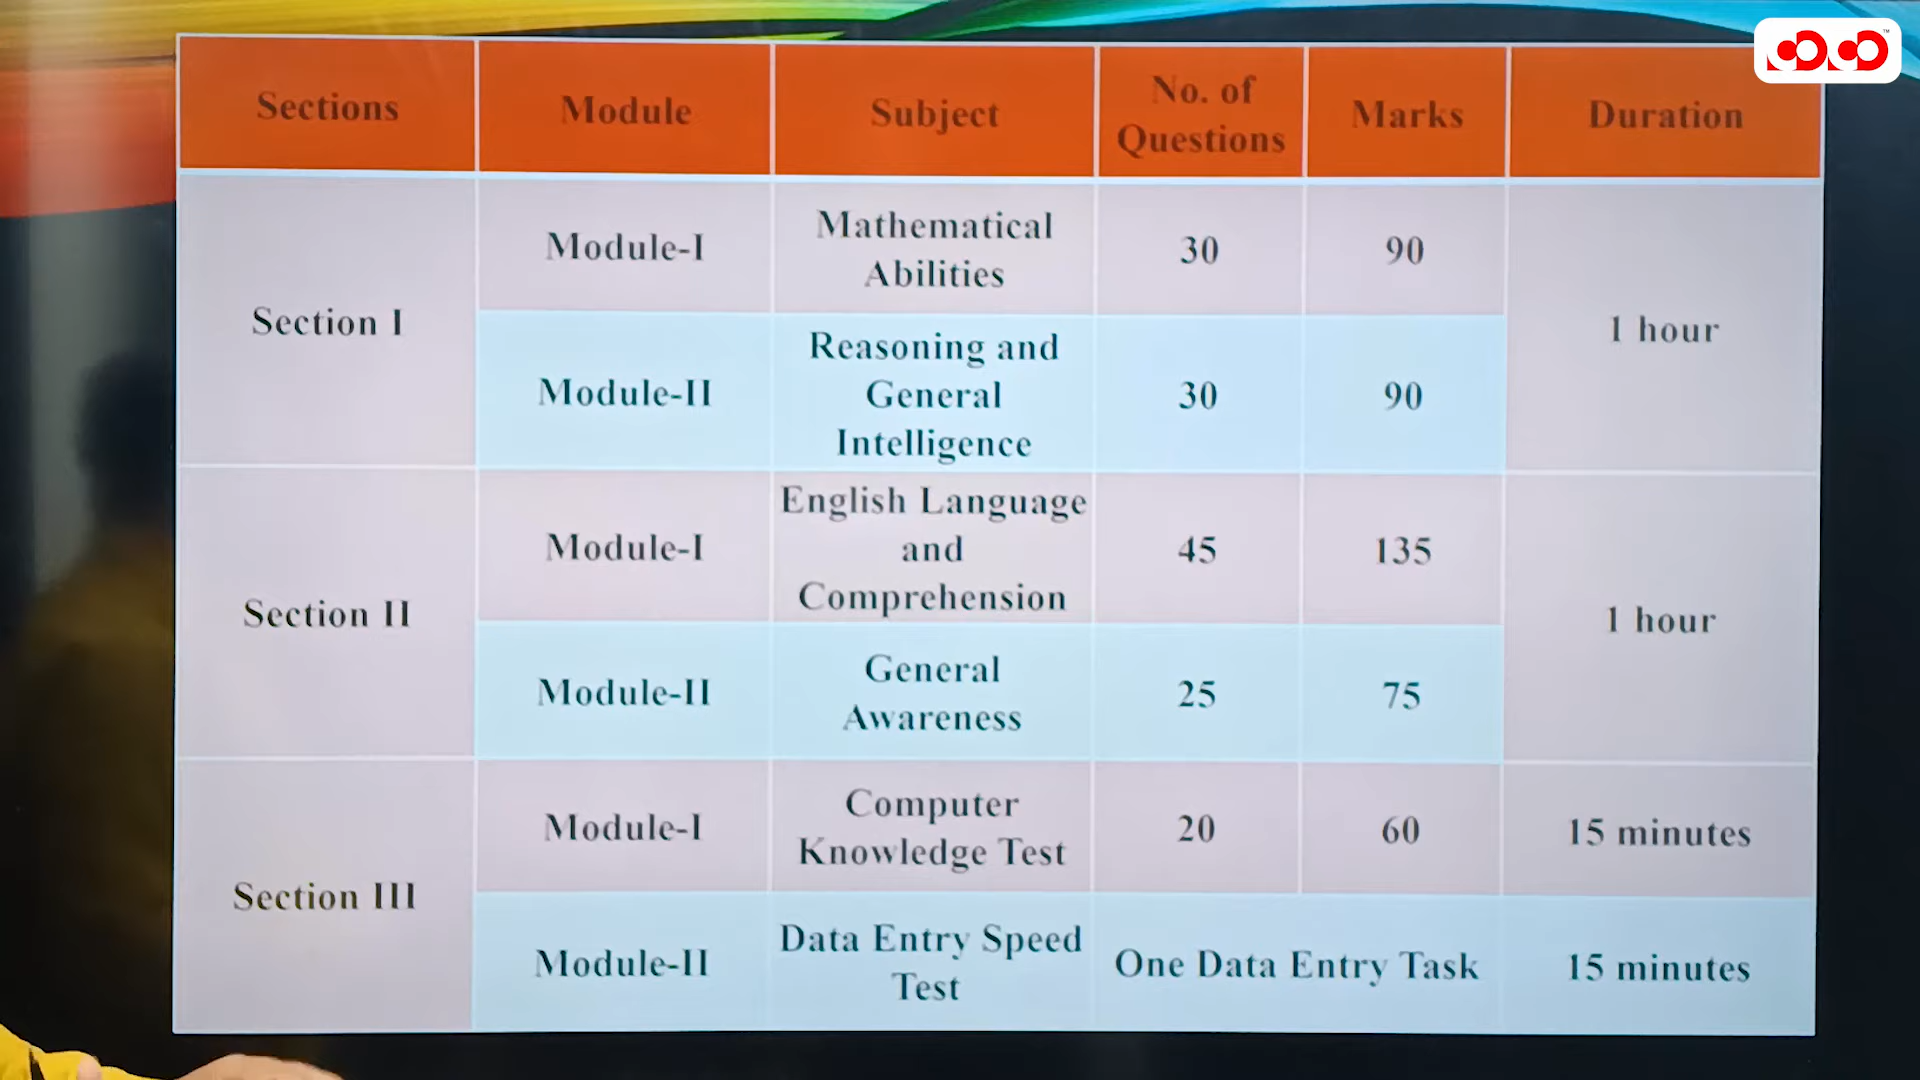 Sections
Module
Subject
No. of
Questions
Marks
Duration
Section I
Module-I
Mathematical
Abilities
30
90
1 hour
Module-II
Reasoning and
General
Intelligence
30
90
Section II
Module-I
English Language
and
Comprehension
45
135
1 hour
Module-II
General
Awareness
25
75
Section III
Module-I
Computer
Knowledge Test
20
60
15 minutes
Module-II
Data Entry Speed
Test
One Data Entry Task
15 minutes